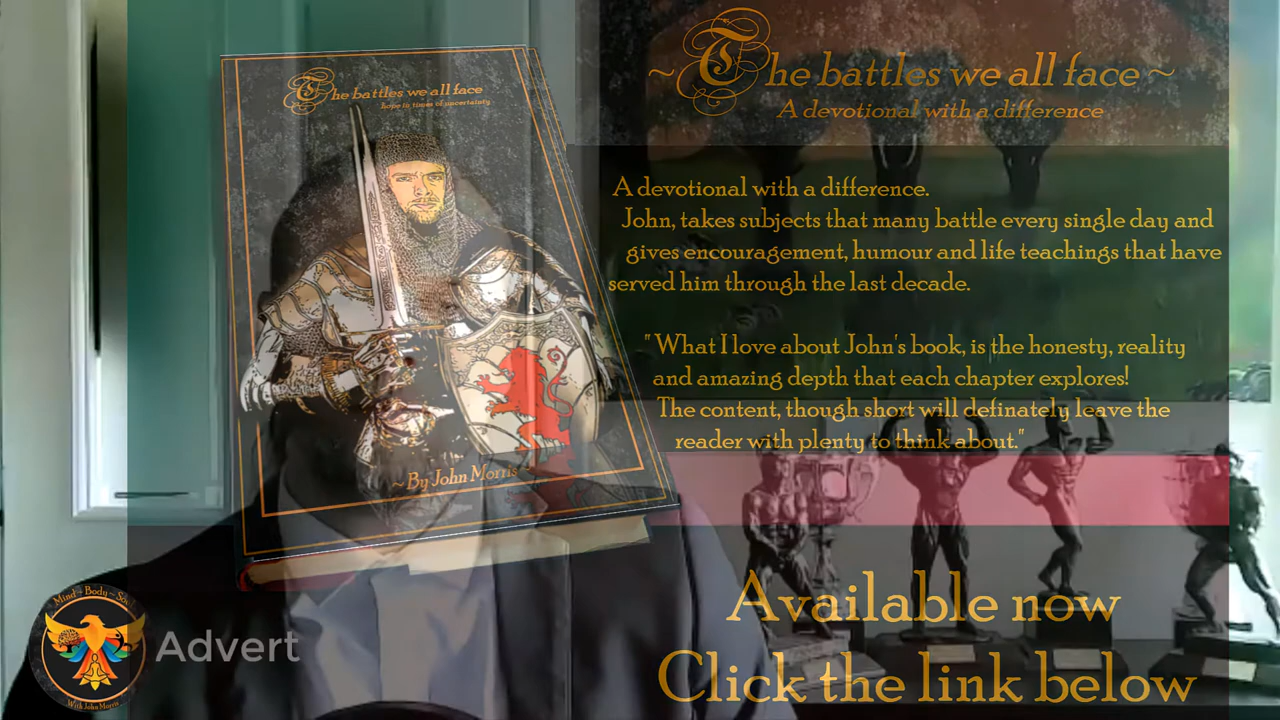 The battles we all face
hope in times of uncertainty
~ By John Morris ~
~ The battles we all face ~
A devotional with a difference
A devotional with a difference.
John, takes subjects that many battle every single day and
gives encouragement, humour and life teachings that have
served him through the last decade.
"What I love about John's book, is the honesty, reality
and amazing depth that each chapter explores!
The content, though short will definately leave the
reader with plenty to think about."
Available now
Click the link below
Mind ~ Body ~ Soul
With John Morris
Advert